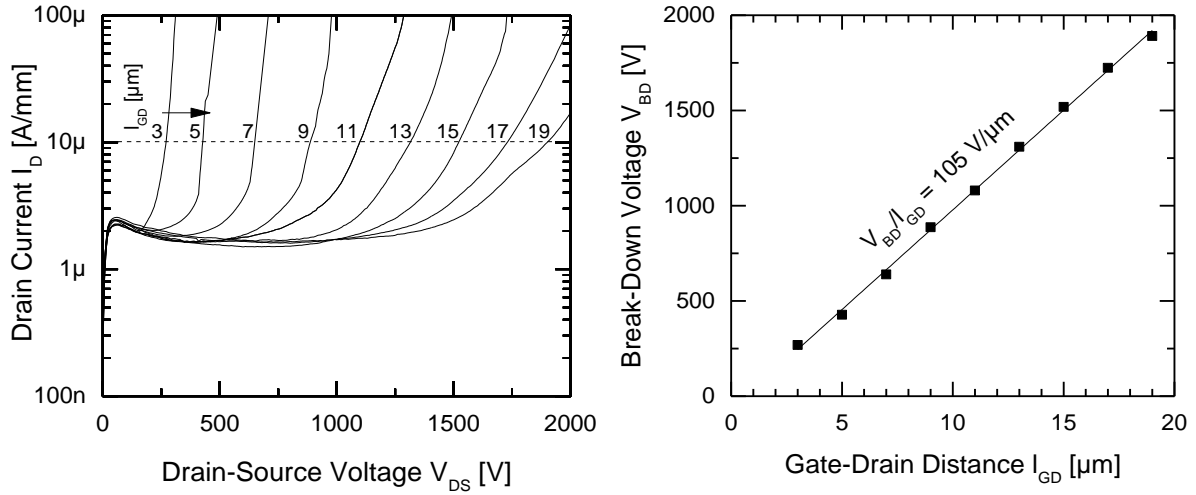 100µ
10µ
1µ
100n
Drain Current I_D [A/mm]
l_GD [µm]
3 5 7 9 11 13 15 17 19
0 500 1000 1500 2000
Drain-Source Voltage V_DS [V]
2000
1500
1000
500
0
Break-Down Voltage V_BD [V]
V_BD/l_GD = 105 V/µm
0 5 10 15 20
Gate-Drain Distance l_GD [µm]